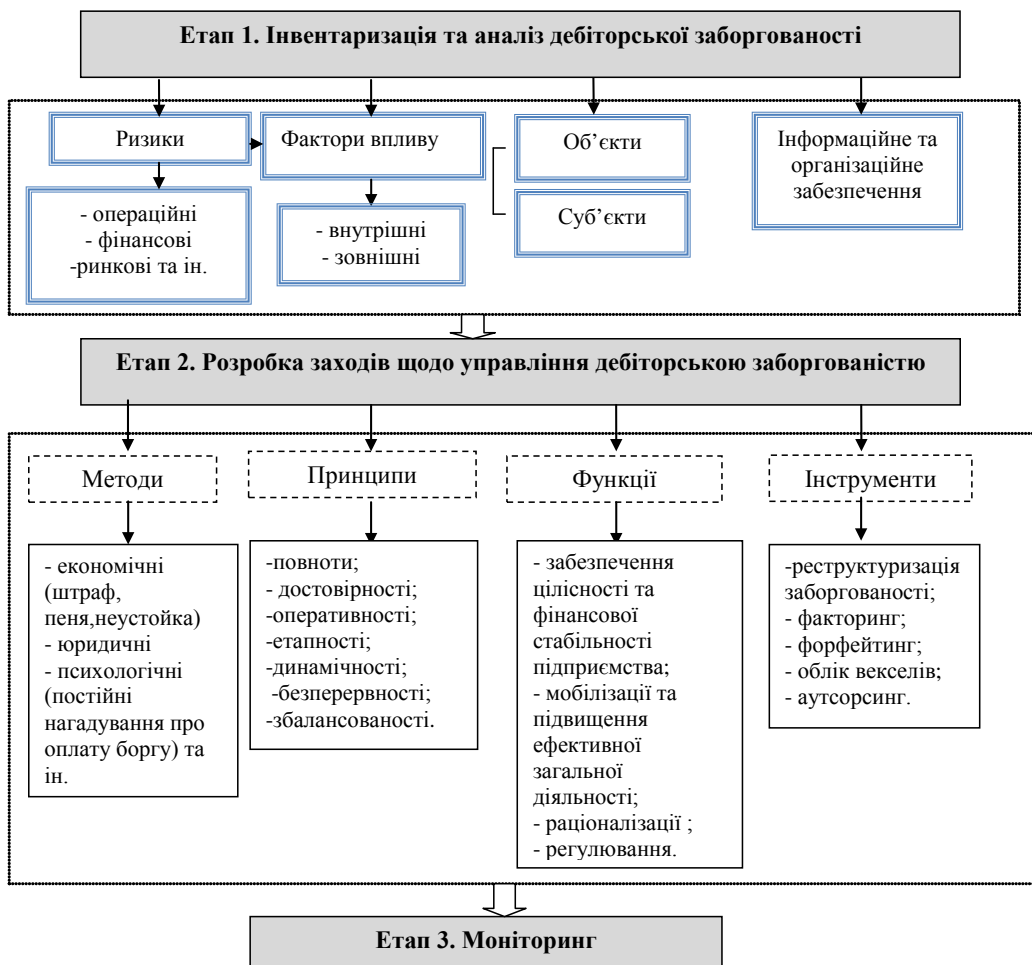 Етап 1. Інвентаризація та аналіз дебіторської заборгованості
Ризики
Фактори впливу
Об’єкти
Інформаційне та
організаційне
забезпечення
- операційні
- фінансові
-ринкові та ін.
- внутрішні
- зовнішні
Суб’єкти
Етап 2. Розробка заходів щодо управління дебіторською заборгованістю
Методи
Принципи
Функції
Інструменти
- економічні
(штраф,
пеня,неустойка)
- юридичні
- психологічні
(постійні
нагадування про
оплату боргу) та
ін.
-повноти;
- достовірності;
-оперативності;
-етапності;
-динамічності;
-безперервності;
-збалансованості.
- забезпечення
цілісності та
фінансової
стабільності
підприємства;
- мобілізації та
підвищення
ефективної
загальної
діяльності;
- раціоналізації ;
- регулювання.
-реструктуризація
заборгованості;
- факторинг;
- форфейтинг;
- облік векселів;
- аутсорсинг.
Етап 3. Моніторинг